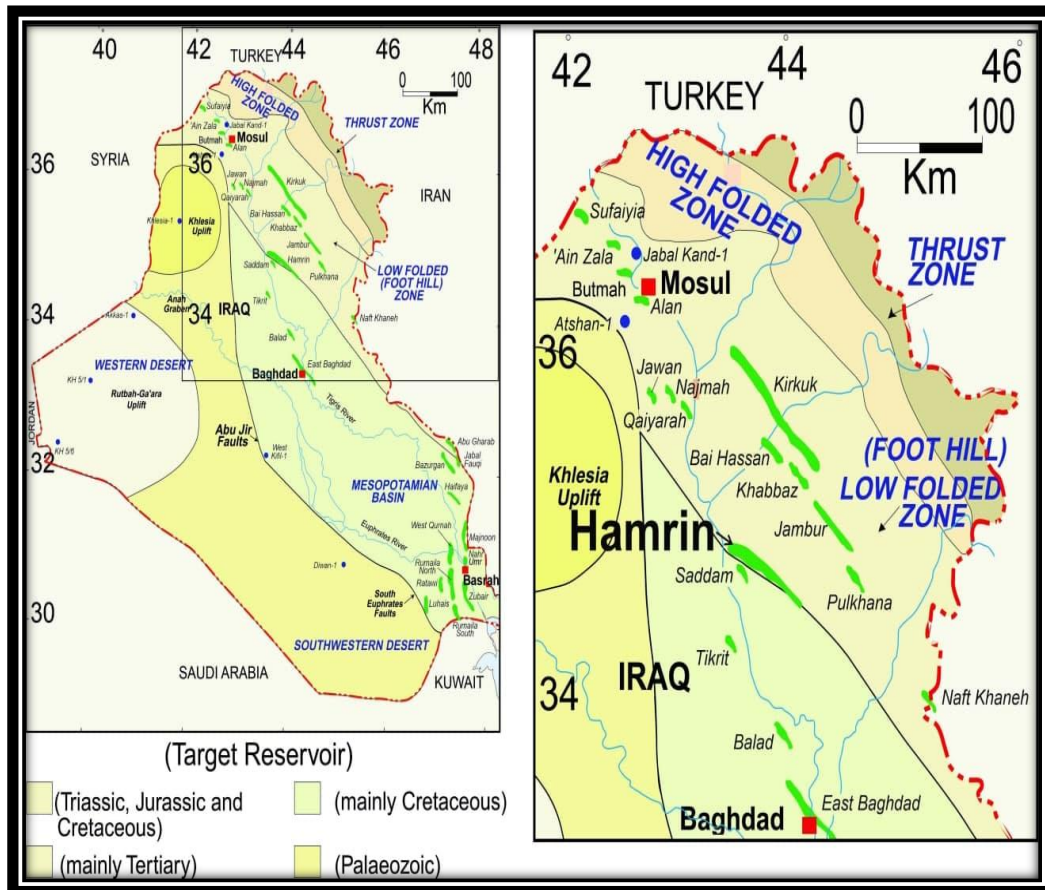 40
42
44
46
48
TURKEY
0
100
Km
HIGH FOLDED
ZONE
THRUST ZONE
Sufaiyia
'Ain Zala
Jabal Kand-1
Butmah
Mosul
Alan
36
SYRIA
36
IRAN
Jawan
Najmah
Qaiyarah
Kirkuk
Bai Hassan
Khlesia-1
Khlesia
Uplift
Khabbaz
Jambur
Hamrin
Saddam
Pulkhana
LOW FOLDED
(FOOT HILL)
ZONE
Tikrit
34
Anah
Graben
34
IRAQ
Akkas-1
Naft Khaneh
Balad
East Baghdad
WESTERN DESERT
Baghdad
KH 5/1
Rutbah-Ga'ara
Uplift
Tigris River
JORDAN
KH 5/6
32
Abu Jir
Faults
West
Kifil-1
Abu Gharab
Jabal
Fauqi
Bazurgan
MESOPOTAMIAN
BASIN
Halfaya
Euphrates River
West Qurnah
Majnoon
Nahr
Umr
Diwan-1
Rumaila
North
Basrah
Ratawi
30
South
Euphrates
Faults
Luhais
Zubair
Rumaila
South
SOUTHWESTERN DESERT
SAUDI ARABIA
KUWAIT
(Target Reservoir)
(Triassic, Jurassic and
Cretaceous)
(mainly Cretaceous)
(mainly Tertiary)
(Palaeozoic)
42
44
46
TURKEY
0
100
Km
HIGH FOLDED
ZONE
THRUST
ZONE
Sufaiyia
'Ain Zala
Jabal Kand-1
Butmah
Mosul
Alan
Atshan-1
36
Jawan
Najmah
Qaiyarah
Kirkuk
(FOOT HILL)
LOW FOLDED
ZONE
Bai Hassan
Khabbaz
Khlesia
Uplift
Jambur
Hamrin
Saddam
Pulkhana
Tikrit
IRAQ
34
Naft Khaneh
Balad
East Baghdad
Baghdad